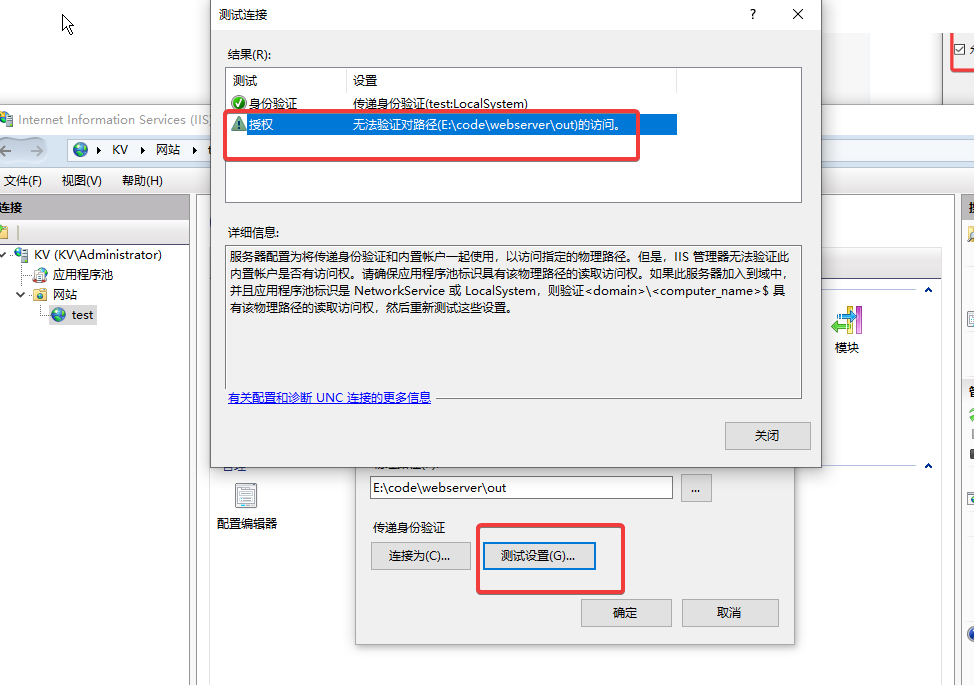 测试连接
?
结果(R):
测试 设置
身份验证 传递身份验证(test:LocalSystem)
授权 无法验证对路径(E:\code\webserver\out)的访问。
Internet Information Services (IIS
KV 网站
文件(F) 视图(V) 帮助(H)
连接
KV (KV\Administrator)
应用程序池
网站
test
详细信息:
服务器配置为将传递身份验证和内置帐户一起使用，以访问指定的物理路径。但是，IIS 管理器无法验证此
内置帐户是否有访问权。请确保应用程序池标识具有该物理路径的读取访问权。如果此服务器加入到域中，
并且应用程序池标识是 NetworkService 或 LocalSystem，则验证<domain>\<computer_name>$ 具
有该物理路径的读取访问权，然后重新测试这些设置。
有关配置和诊断 UNC 连接的更多信息
关闭
模块
配置编辑器
E:\code\webserver\out
...
传递身份验证
连接为(C)...
测试设置(G)...
确定
取消